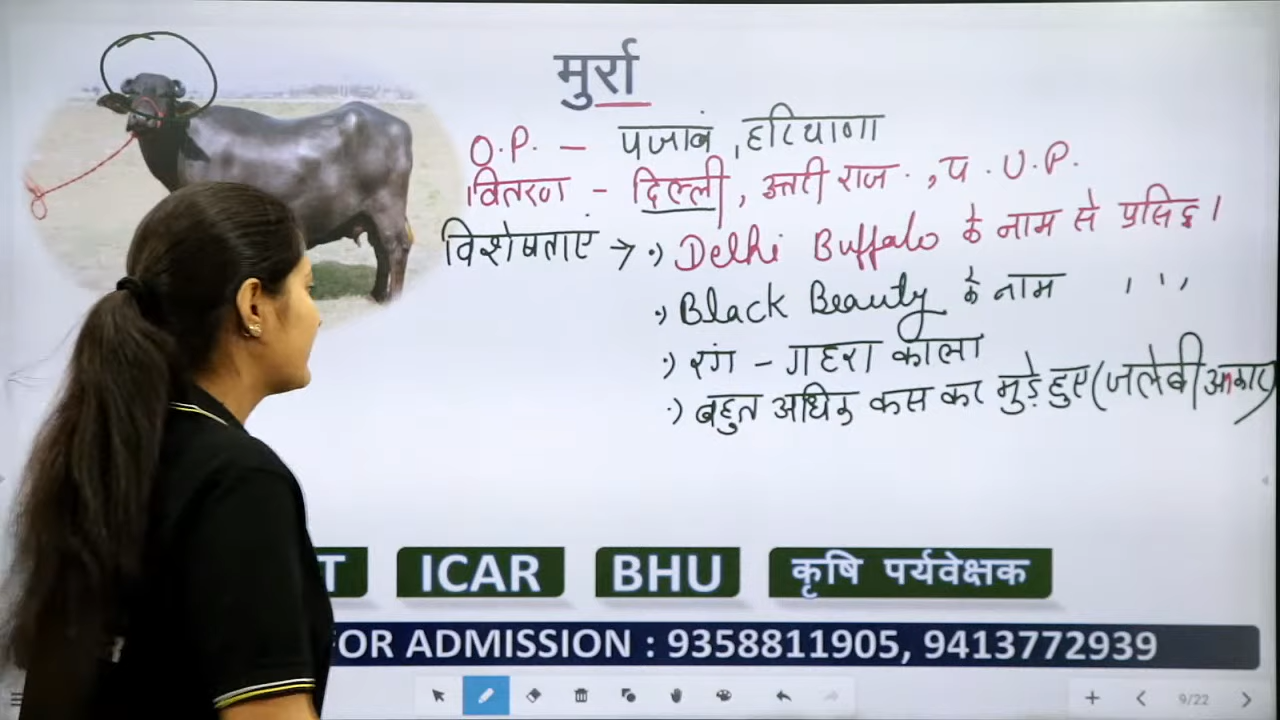 मुर्रा
O.P. – पजाबं, हरियाणा
वितरण – दिल्ली, उत्तरी राज., प. U.P.
विशेषताएं → •) Delhi Buffalo के नाम से प्रसिद्ध।
•) Black Beauty के नाम , , ,
•) रंग – गहरा काला
•) बहुत अधिक कस कर मुड़े हुए (जलेबी आकार)
T ICAR BHU कृषि पर्यवेक्षक
FOR ADMISSION : 9358811905, 9413772939
9/22